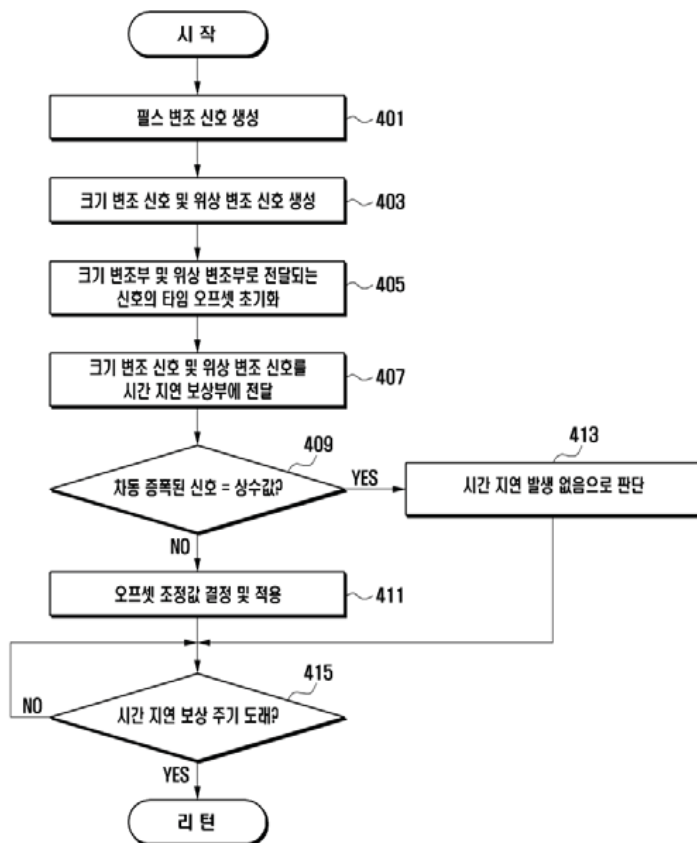 시 작
필스 변조 신호 생성
401
크기 변조 신호 및 위상 변조 신호 생성
403
크기 변조부 및 위상 변조부로 전달되는
신호의 타임 오프셋 초기화
405
크기 변조 신호 및 위상 변조 신호를
시간 지연 보상부에 전달
407
409
차동 증폭된 신호 = 상수값?
YES
413
시간 지연 발생 없음으로 판단
NO
오프셋 조정값 결정 및 적용
411
415
NO
시간 지연 보상 주기 도래?
YES
리 턴